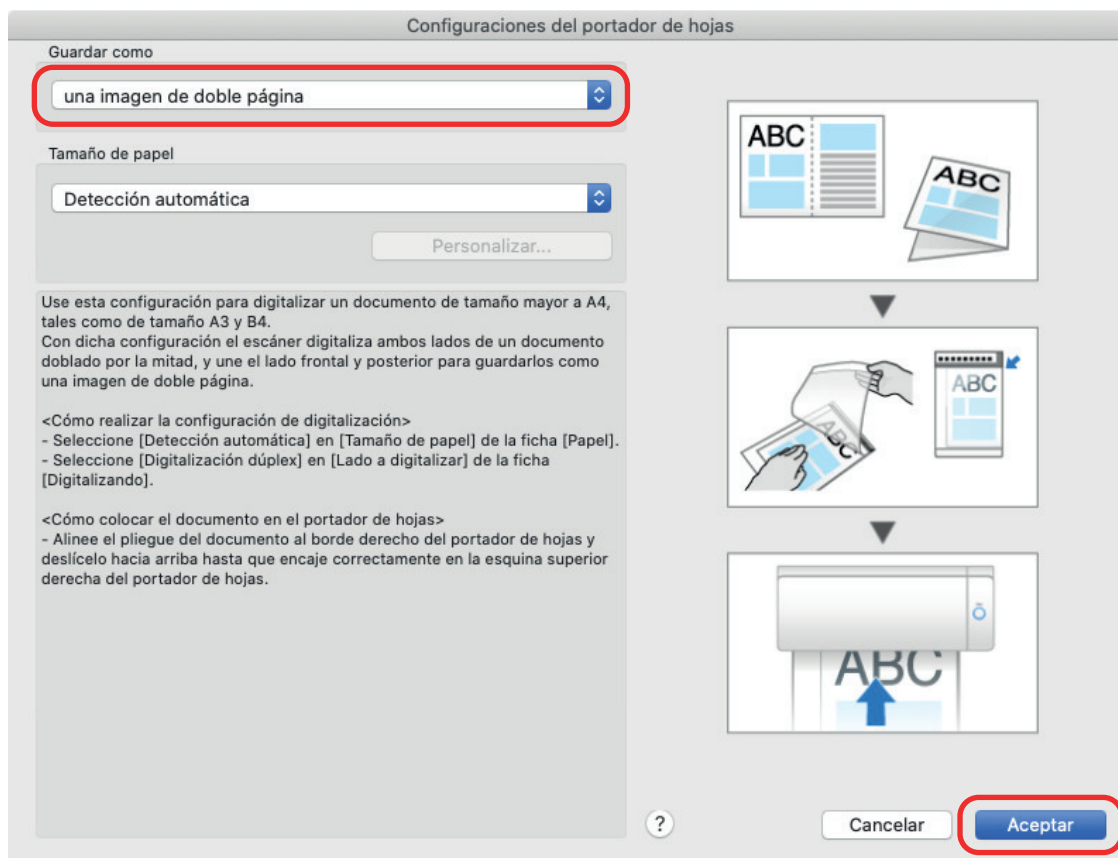 Configuraciones del portador de hojas
Guardar como
una imagen de doble página
Tamaño de papel
Detección automática
Personalizar...
Use esta configuración para digitalizar un documento de tamaño mayor a A4,
tales como de tamaño A3 y B4.
Con dicha configuración el escáner digitaliza ambos lados de un documento
doblado por la mitad, y une el lado frontal y posterior para guardarlos como
una imagen de doble página.
<Cómo realizar la configuración de digitalización>
- Seleccione [Detección automática] en [Tamaño de papel] de la ficha [Papel].
- Seleccione [Digitalización dúplex] en [Lado a digitalizar] de la ficha
[Digitalizando].
<Cómo colocar el documento en el portador de hojas>
- Alinee el pliegue del documento al borde derecho del portador de hojas y
deslícelo hacia arriba hasta que encaje correctamente en la esquina superior
derecha del portador de hojas.
ABC
ABC
ABC
ABC
ABC
?
Cancelar
Aceptar